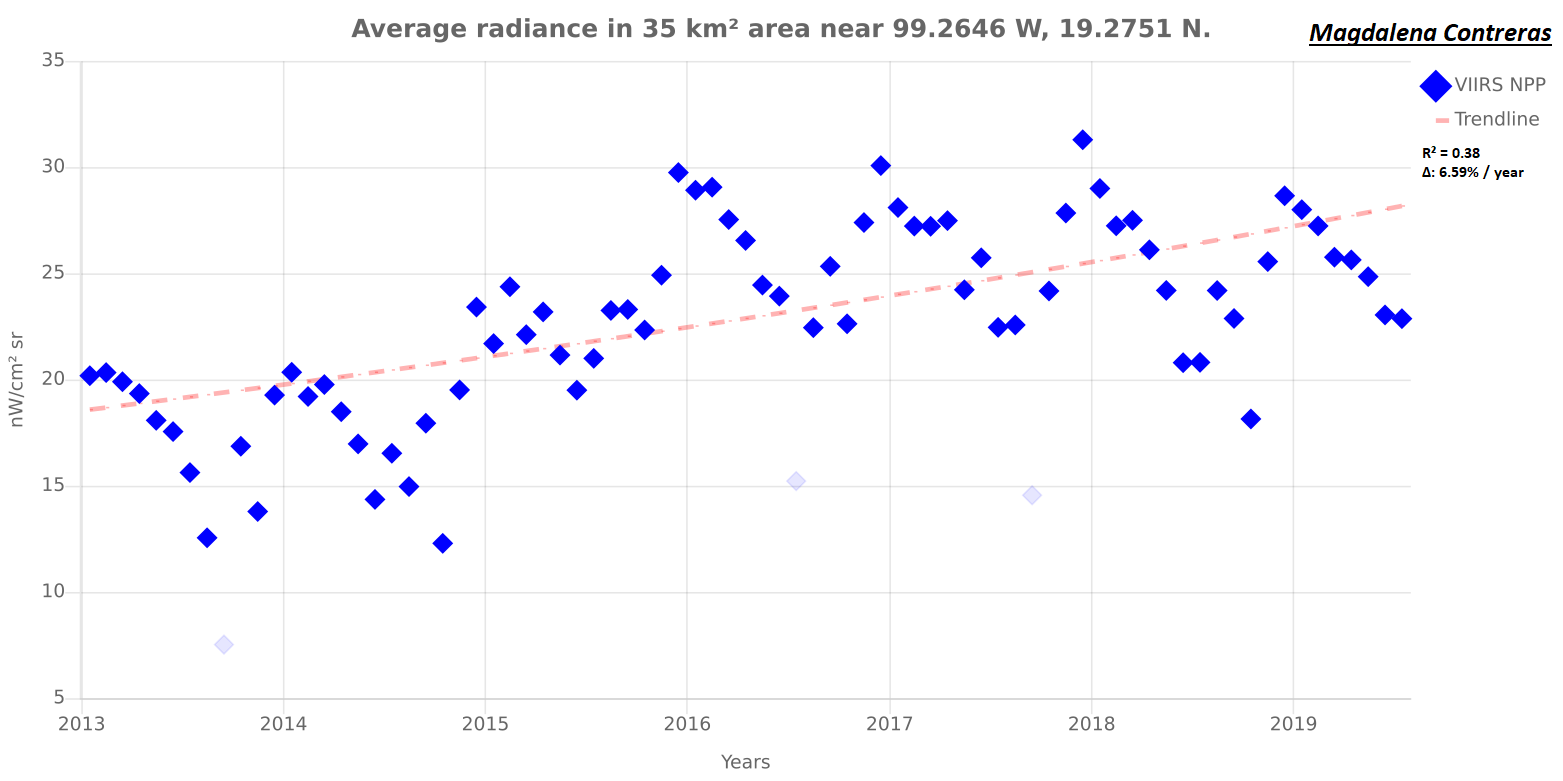 Average radiance in 35 km² area near 99.2646 W, 19.2751 N.
Magdalena Contreras
VIIRS NPP
Trendline
R² = 0.38
Δ: 6.59% / year
nW/cm² sr
35
30
25
20
15
10
5
2013 2014 2015 2016 2017 2018 2019
Years